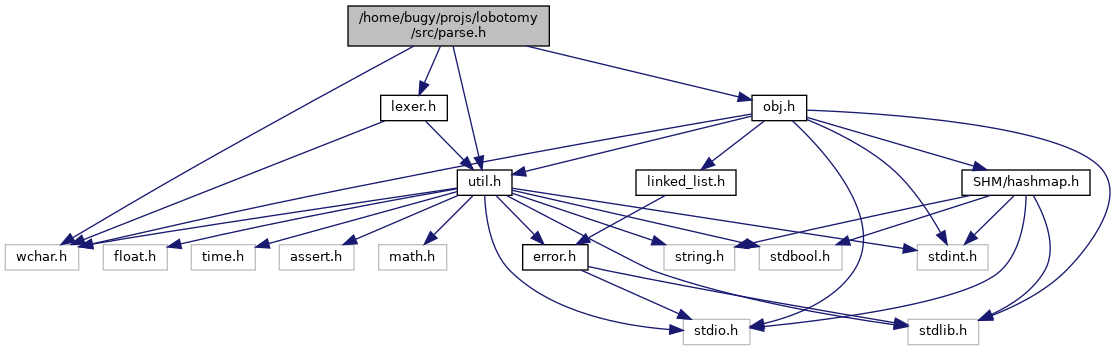 /home/bugy/projs/lobotomy
/src/parse.h
lexer.h
obj.h
util.h
linked_list.h
SHM/hashmap.h
wchar.h
float.h
time.h
assert.h
math.h
error.h
string.h
stdbool.h
stdint.h
stdio.h
stdlib.h